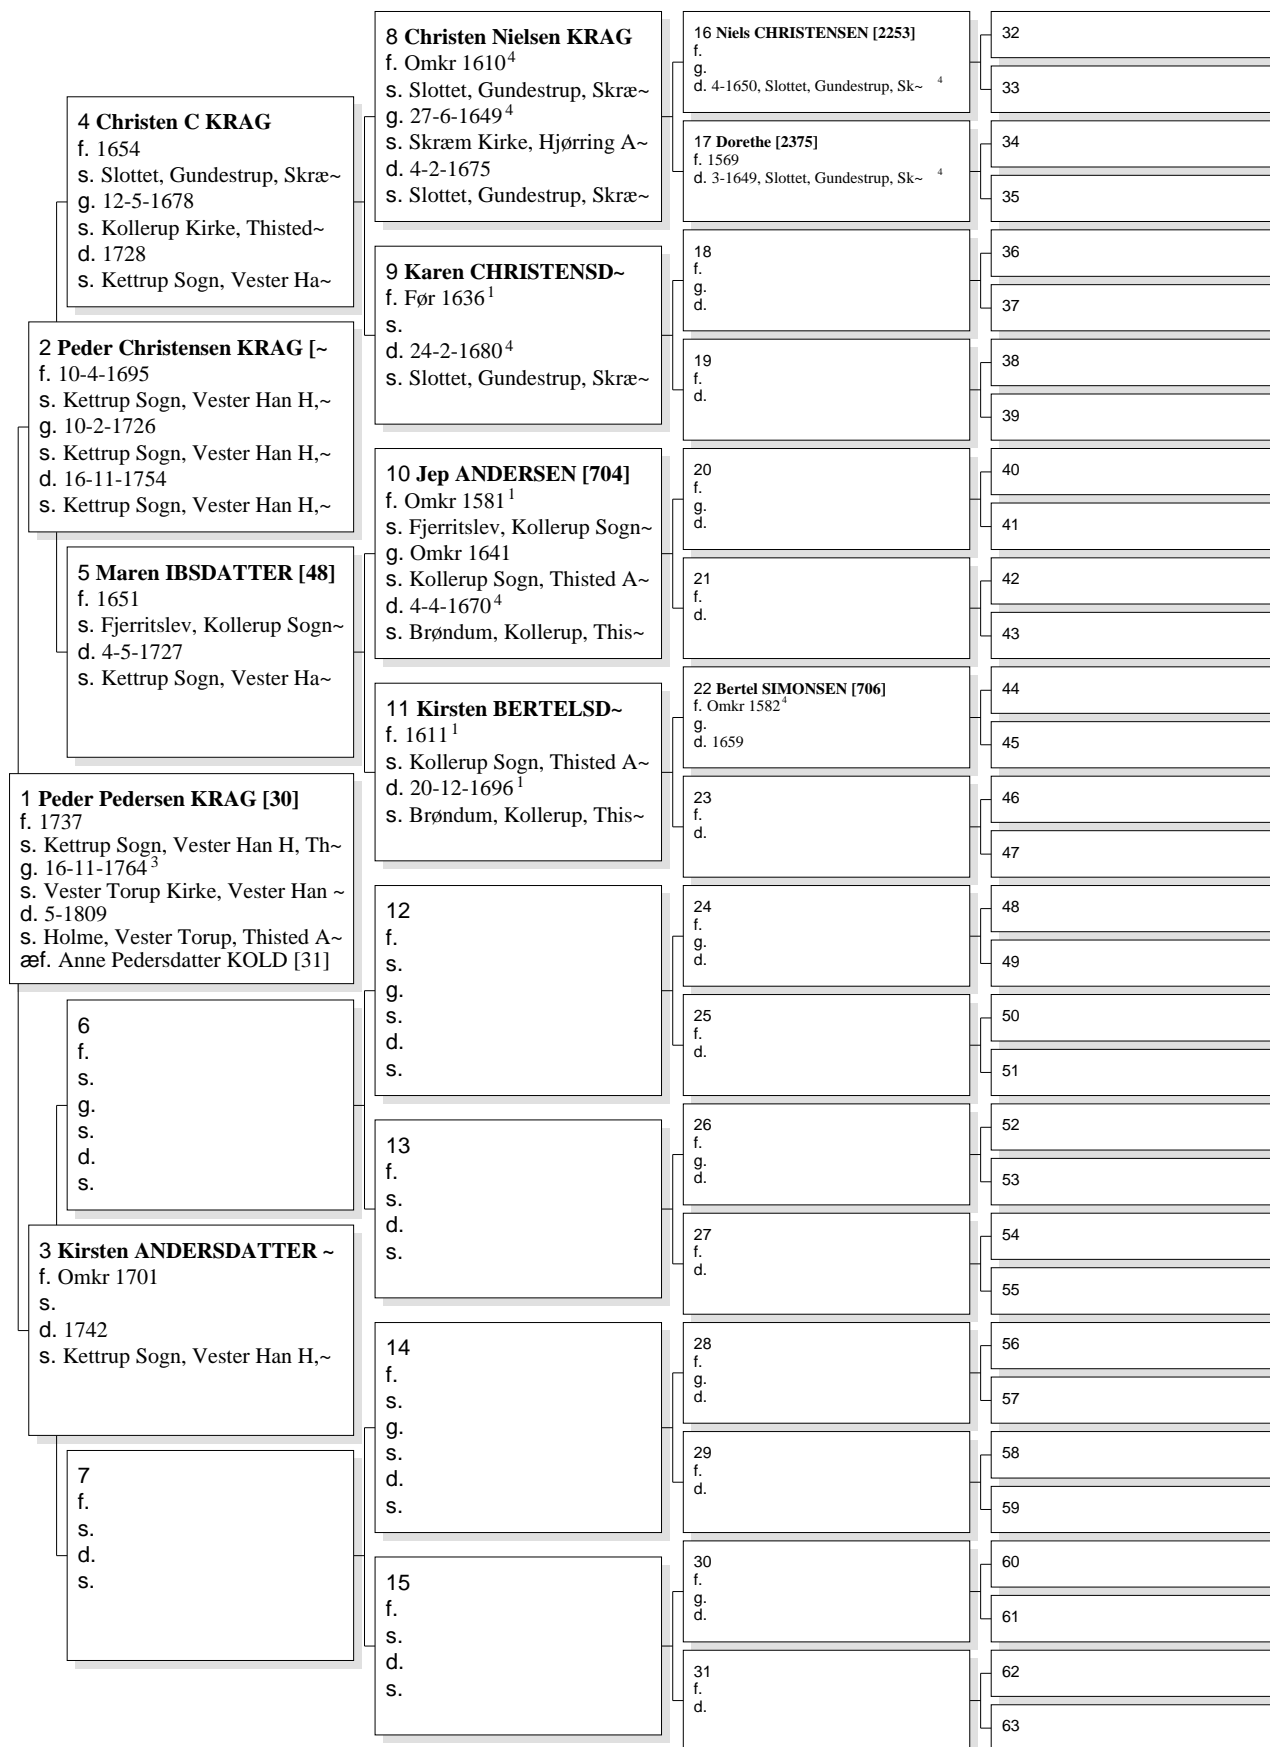 1 Peder Pedersen KRAG [30]
f. 1737
s. Kettrup Sogn, Vester Han H, Th~
g. 16-11-1764 3
s. Vester Torup Kirke, Vester Han ~
d. 5-1809
s. Holme, Vester Torup, Thisted A~
æf. Anne Pedersdatter KOLD [31]
2 Peder Christensen KRAG [~
f. 10-4-1695
s. Kettrup Sogn, Vester Han H,~
g. 10-2-1726
s. Kettrup Sogn, Vester Han H,~
d. 16-11-1754
s. Kettrup Sogn, Vester Han H,~
3 Kirsten ANDERSDATTER ~
f. Omkr 1701
s.
d. 1742
s. Kettrup Sogn, Vester Han H,~
4 Christen C KRAG
f. 1654
s. Slottet, Gundestrup, Skræ~
g. 12-5-1678
s. Kollerup Kirke, Thisted~
d. 1728
s. Kettrup Sogn, Vester Ha~
5 Maren IBSDATTER [48]
f. 1651
s. Fjerritslev, Kollerup Sogn~
d. 4-5-1727
s. Kettrup Sogn, Vester Ha~
6
f.
s.
g.
s.
d.
s.
7
f.
s.
d.
s.
8 Christen Nielsen KRAG
f. Omkr 1610 4
s. Slottet, Gundestrup, Skræ~
g. 27-6-1649 4
s. Skræm Kirke, Hjørring A~
d. 4-2-1675
s. Slottet, Gundestrup, Skræ~
9 Karen CHRISTENSD~
f. Før 1636 1
s.
d. 24-2-1680 4
s. Slottet, Gundestrup, Skræ~
10 Jep ANDERSEN [704]
f. Omkr 1581 1
s. Fjerritslev, Kollerup Sogn~
g. Omkr 1641
s. Kollerup Sogn, Thisted A~
d. 4-4-1670 4
s. Brøndum, Kollerup, This~
11 Kirsten BERTELSD~
f. 1611 1
s. Kollerup Sogn, Thisted A~
d. 20-12-1696 1
s. Brøndum, Kollerup, This~
12
f.
s.
g.
s.
d.
s.
13
f.
s.
d.
s.
14
f.
s.
g.
s.
d.
s.
15
f.
s.
d.
s.
16 Niels CHRISTENSEN [2253]
f.
g.
d. 4-1650, Slottet, Gundestrup, Sk~ 4
17 Dorethe [2375]
f. 1569
d. 3-1649, Slottet, Gundestrup, Sk~ 4
18
f.
g.
d.
19
f.
d.
20
f.
g.
d.
21
f.
d.
22 Bertel SIMONSEN [706]
f. Omkr 1582 4
g.
d. 1659
23
f.
d.
24
f.
g.
d.
25
f.
d.
26
f.
g.
d.
27
f.
d.
28
f.
g.
d.
29
f.
d.
30
f.
g.
d.
31
f.
d.
32
33
34
35
36
37
38
39
40
41
42
43
44
45
46
47
48
49
50
51
52
53
54
55
56
57
58
59
60
61
62
63